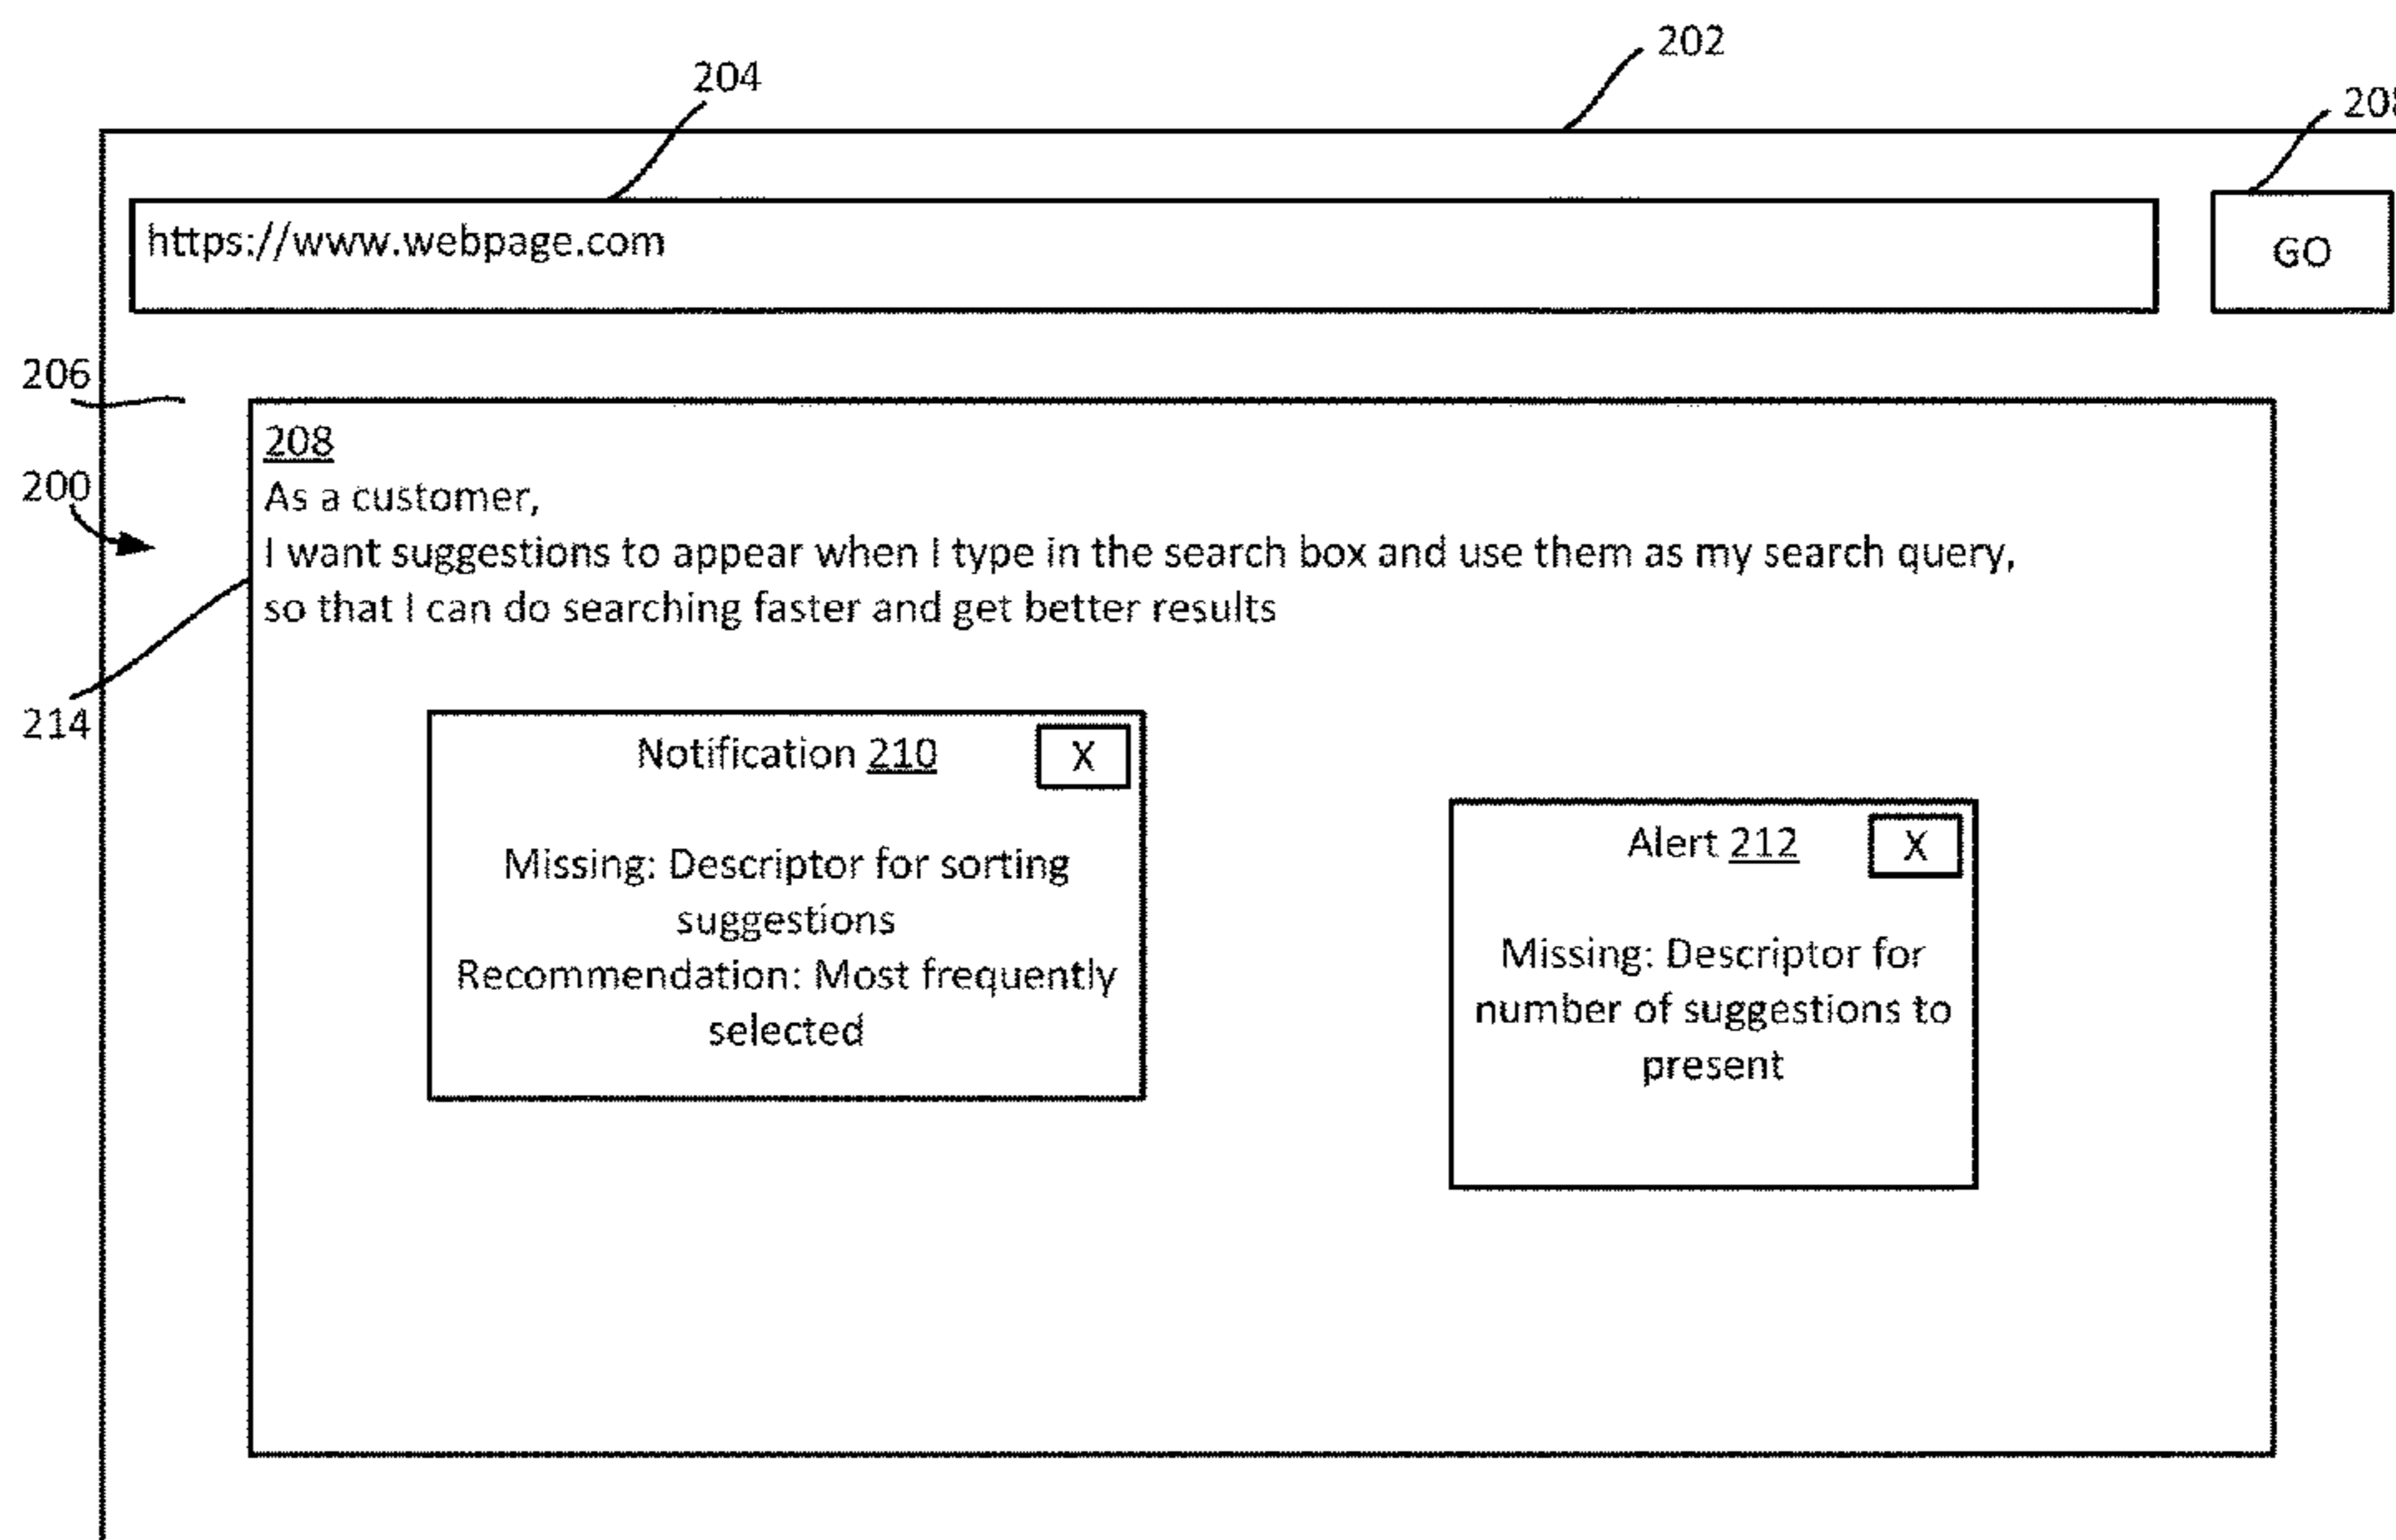 202
204
https://www.webpage.com
GO
206
208
200
As a customer,
I want suggestions to appear when I type in the search box and use them as my search query,
so that I can do searching faster and get better results
214
Notification 210
X
Missing: Descriptor for sorting
suggestions
Recommendation: Most frequently
selected
Alert 212
X
Missing: Descriptor for
number of suggestions to
present